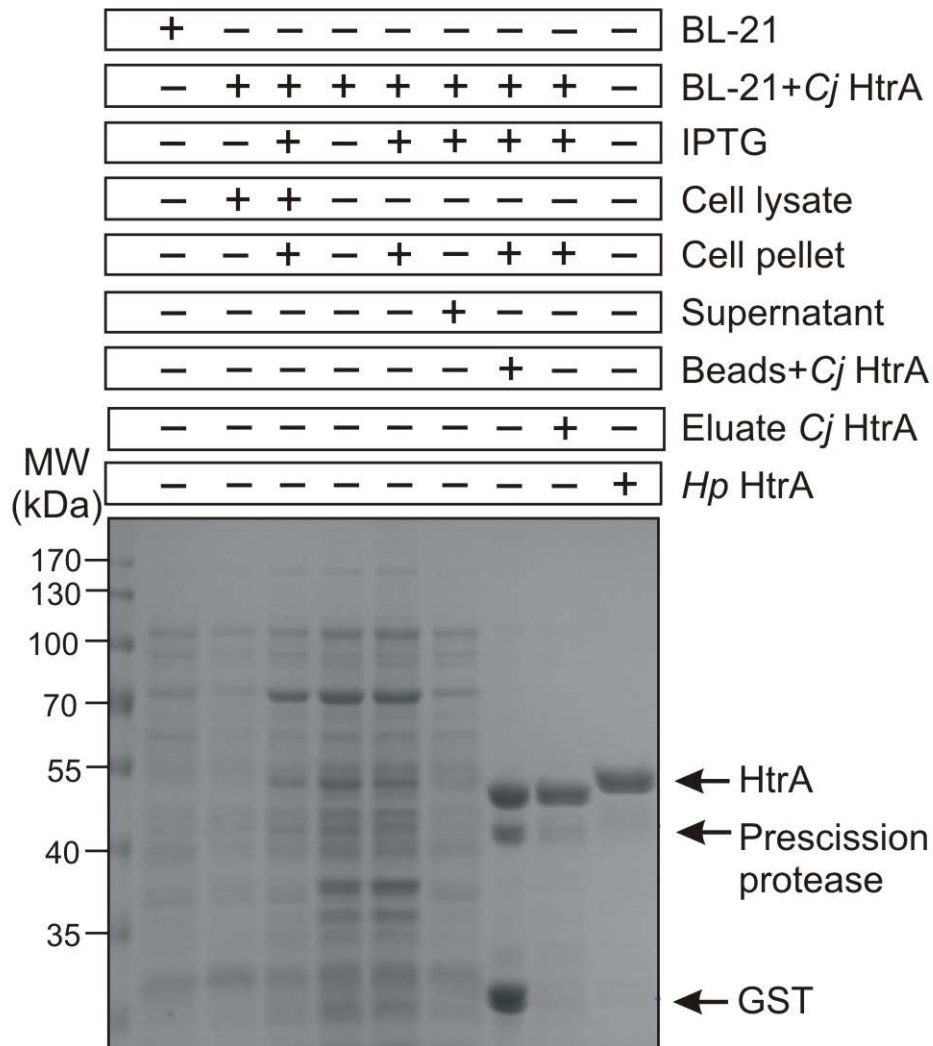 + − − − − − − − − BL-21
− + + + + + + + − BL-21+Cj HtrA
− − + − + + + + − IPTG
− + + − − − − − − Cell lysate
− − + − + − + + − Cell pellet
− − − − − + − − − Supernatant
− − − − − − + − − Beads+Cj HtrA
− − − − − − − + − Eluate Cj HtrA
− − − − − − − − + Hp HtrA
MW
(kDa)
170
130
100
70
55
40
35
HtrA
Prescission
protease
GST